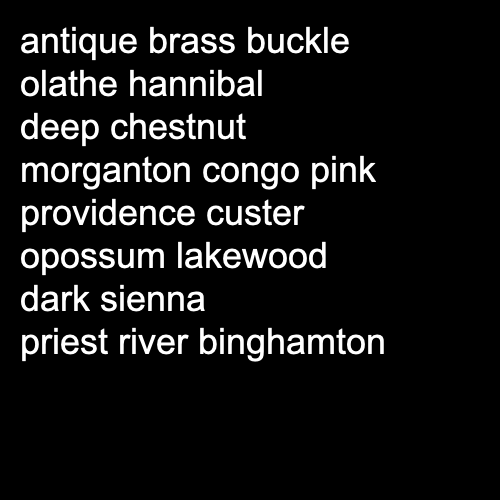 antique brass buckle
olathe hannibal
deep chestnut
morganton congo pink
providence custer
opossum lakewood
dark sienna
priest river binghamton